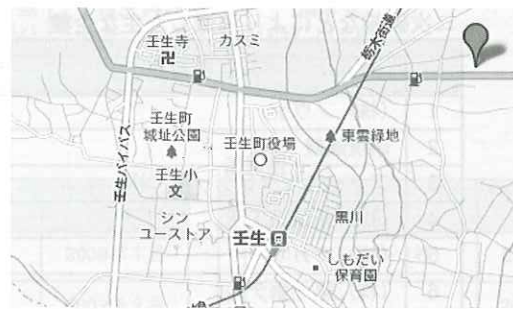 壬生寺
カスミ
栃木街道
壬生町
城址公園
壬生町役場
東雲緑地
壬生バイパス
壬生小
文
シン
ユーストア
黒川
壬生
しもだい
保育園